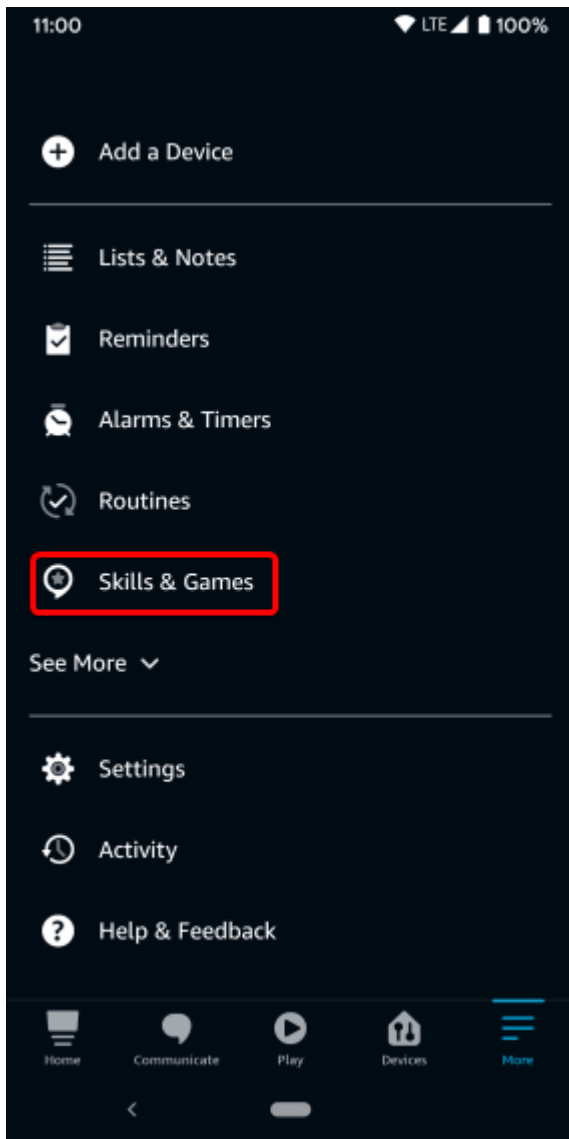 11:00 LTE 100%
Add a Device
Lists & Notes
Reminders
Alarms & Timers
Routines
Skills & Games
See More
Settings
Activity
Help & Feedback
Home Communicate Play Devices More